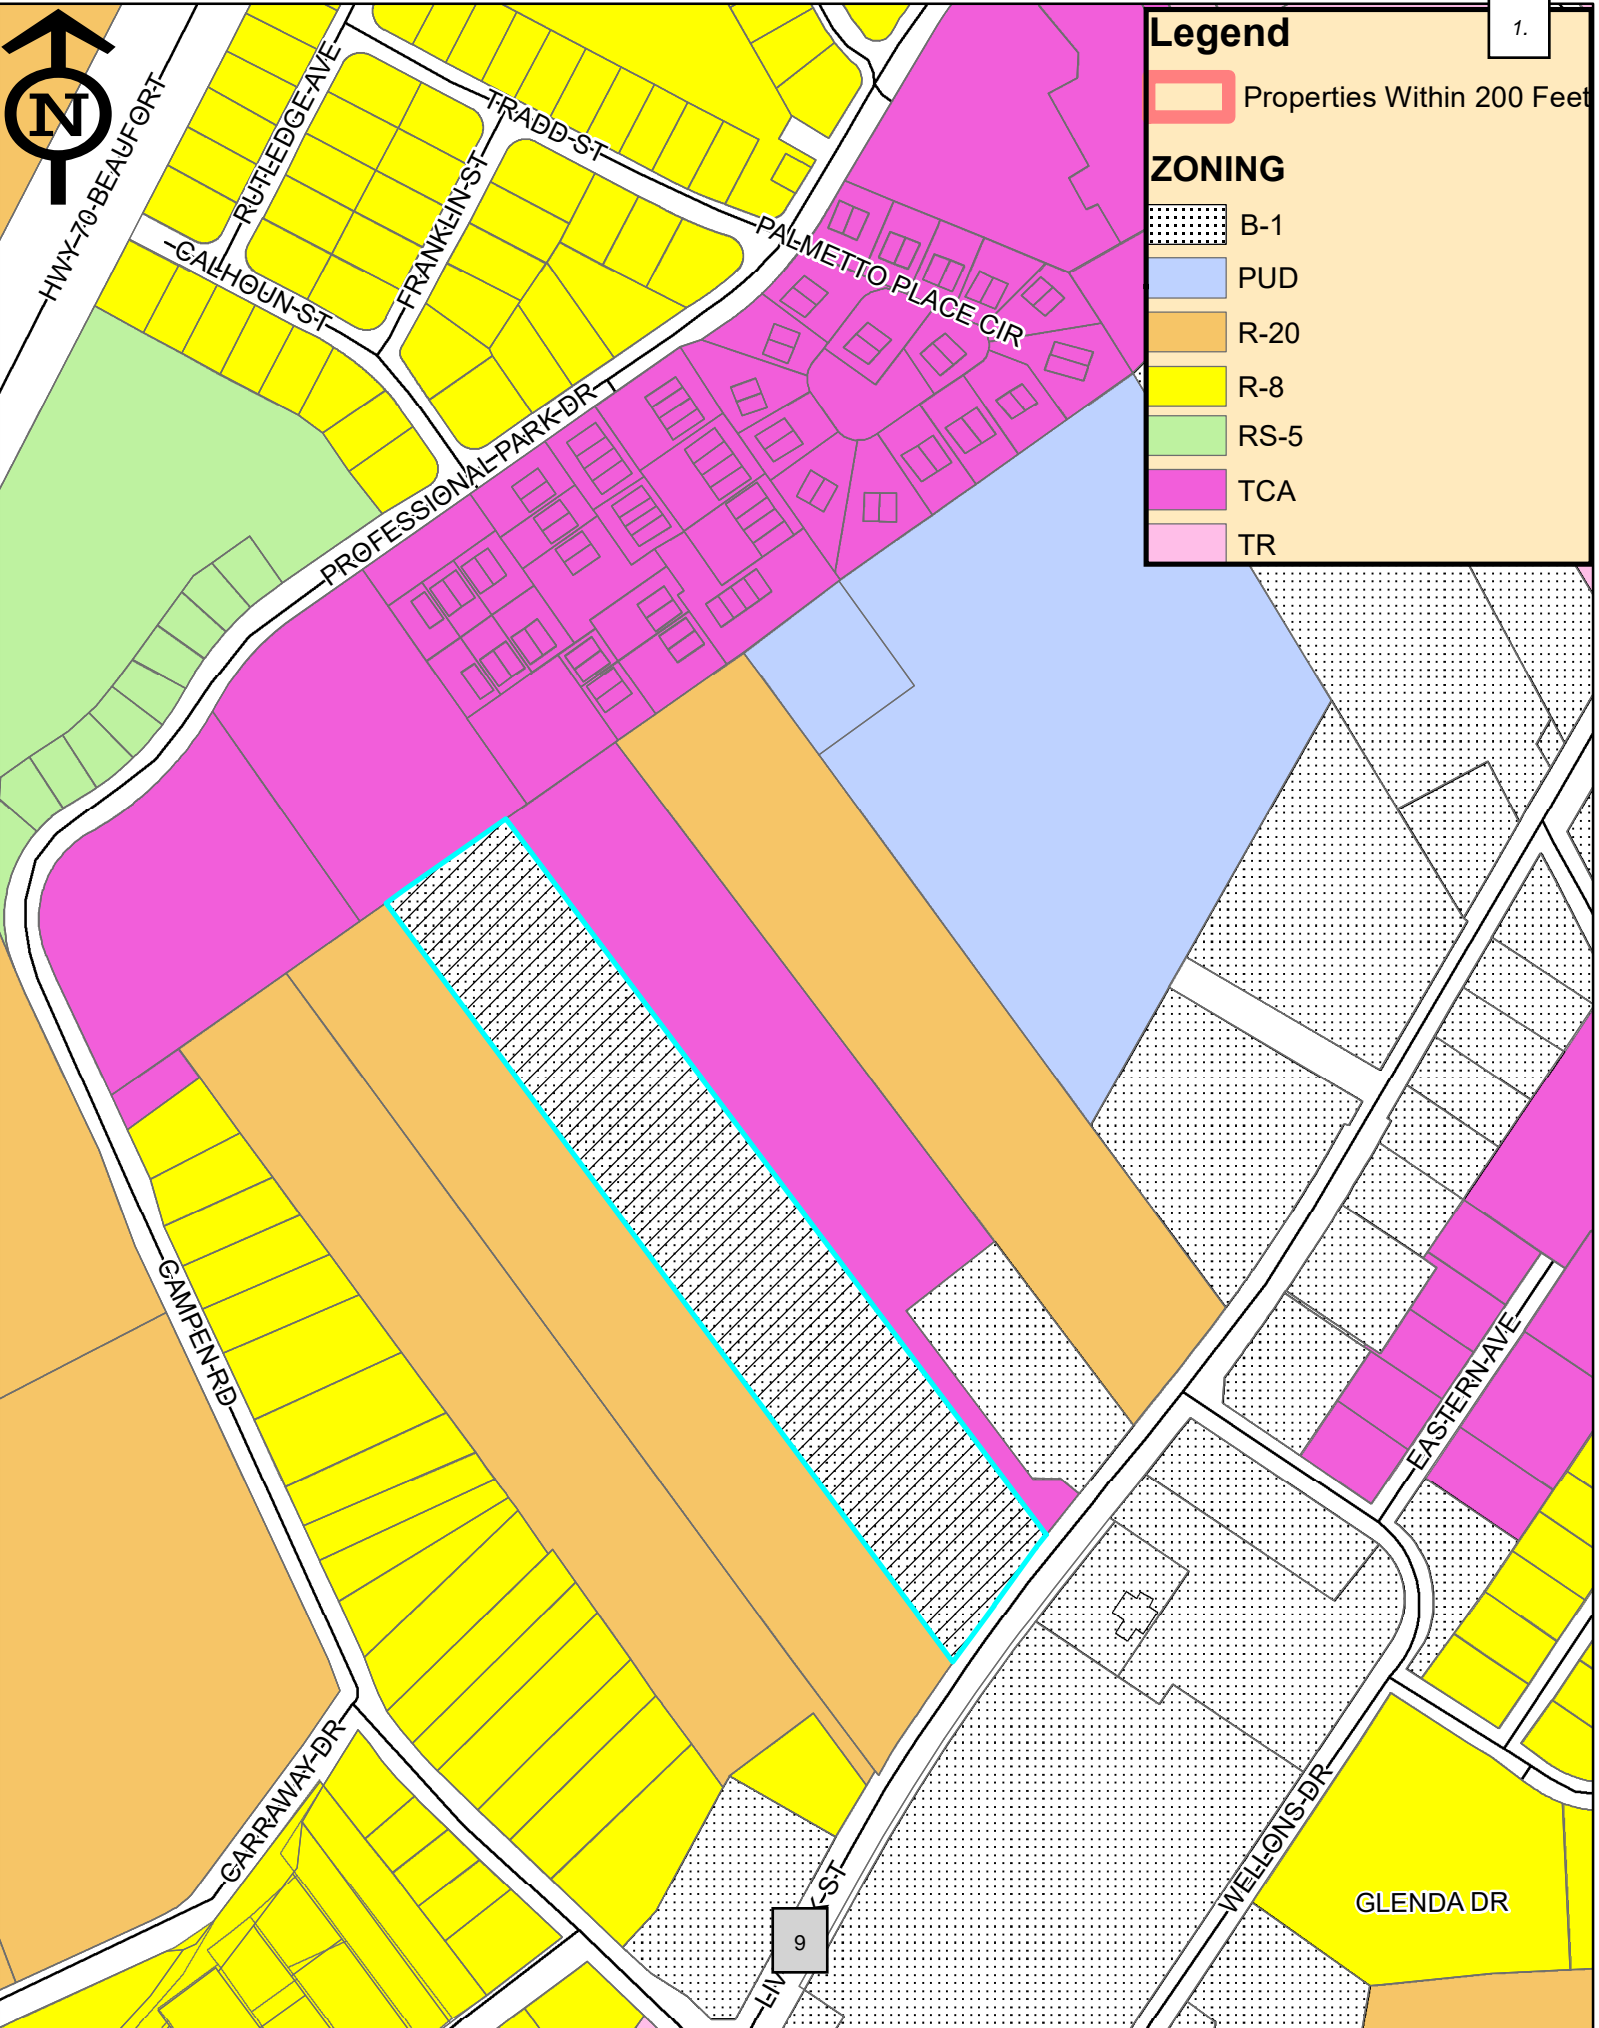 Legend
1.
Properties Within 200 Feet
ZONING
B-1
PUD
R-20
R-8
RS-5
TCA
TR
N
HWY 70 BEAUFORT
RUTLEDGE AVE
TRADD ST
FRANKLIN ST
CALHOUN ST
PALMETTO PLACE CIR
PROFESSIONAL PARK DR
CAMPEN RD
EASTERN AVE
CARRAWAY DR
WELLONS DR
GLENDA DR
ST
9